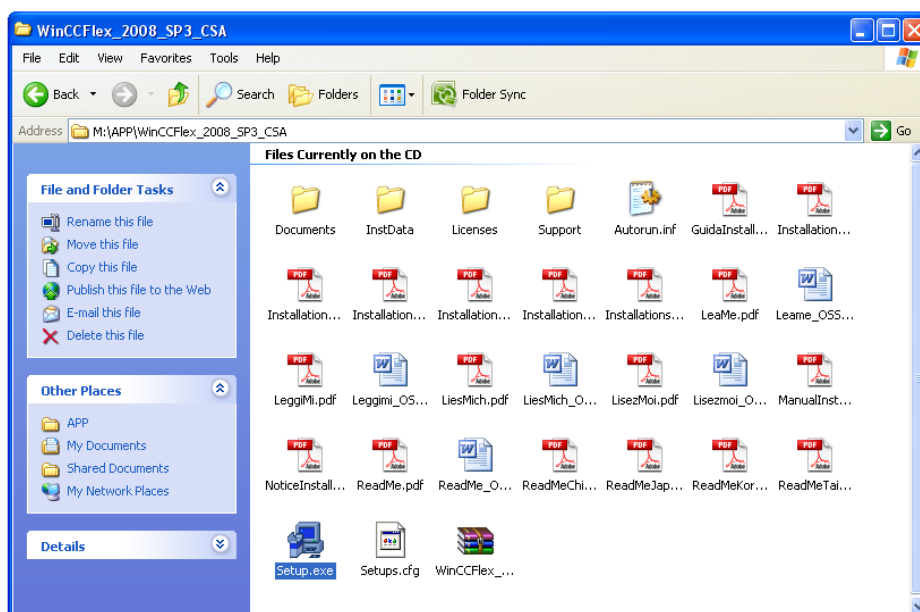 WinCCFlex_2008_SP3_CSA
File Edit View Favorites Tools Help
Back Search Folders Folder Sync
Address M:\APP\WinCCFlex_2008_SP3_CSA Go
Files Currently on the CD
File and Folder Tasks
Rename this file
Move this file
Copy this file
Publish this file to the Web
E-mail this file
Delete this file
Other Places
APP
My Documents
Shared Documents
My Network Places
Details
Documents InstData Licenses Support Autorun.inf GuidaInstall... Installation...
Installation... Installation... Installation... Installation... Installations... LeaMe.pdf Leame_OSS...
LeggiMi.pdf Leggimi_OS... LiesMich.pdf LiesMich_O... LisezMoi.pdf Lisezmoi_O... ManualInst...
NoticeInstall... ReadMe.pdf ReadMe_O... ReadMeChi... ReadMeJap... ReadMeKor... ReadMeTai...
Setup.exe Setups.cfg WinCCFlex_...